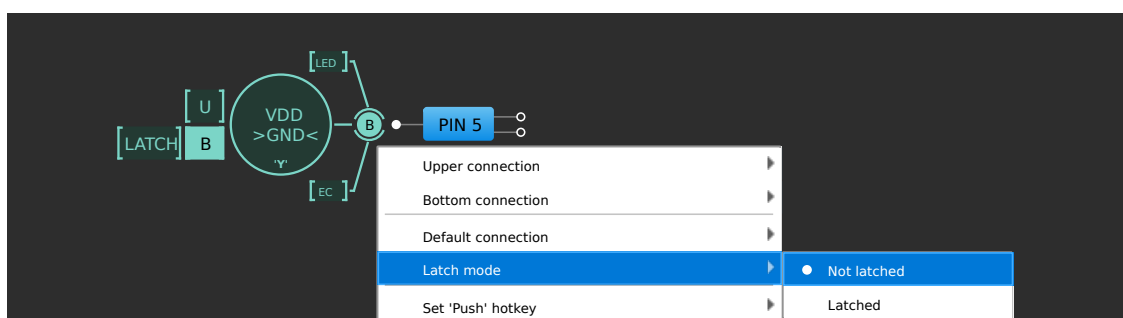 [LED]
[U]
VDD
>GND<
'Y'
B
PIN 5
[LATCH]
B
[EC]
Upper connection
Bottom connection
Default connection
Latch mode
Not latched
Set 'Push' hotkey
Latched